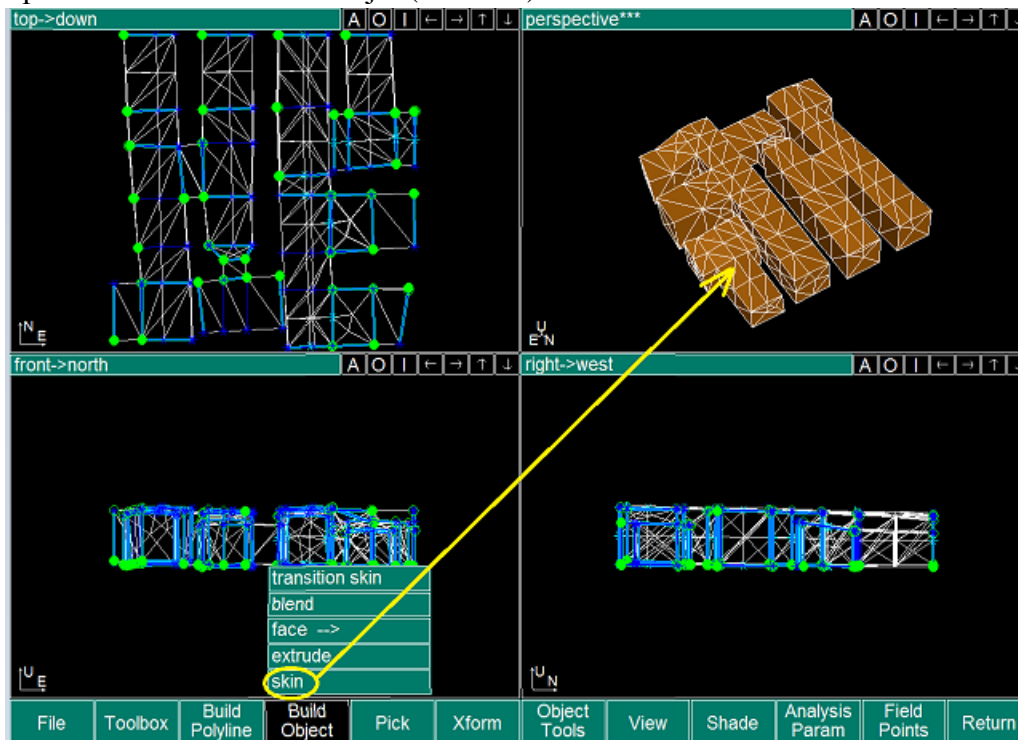 top->down A O I ← → ↑ ↓
perspective*** A O I ← → ↑ ↓
N
E
U
E N
front->north A O I ← → ↑ ↓
right->west A O I ← → ↑ ↓
transition skin
blend
face -->
extrude
skin
U
E
U
N
File Toolbox Build Polyline Build Object Pick Xform Object Tools View Shade Analysis Param Field Points Return